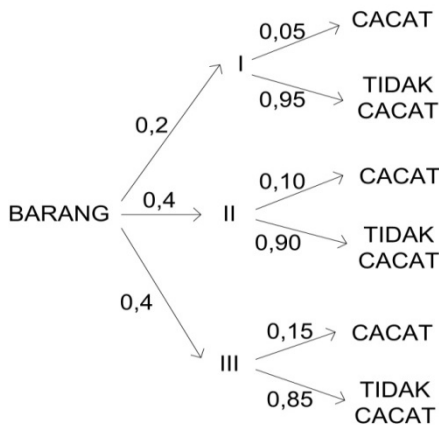 0,05
CACAT
I
0,95
TIDAK
CACAT
0,2
BARANG
0,4
II
0,10
CACAT
0,90
TIDAK
CACAT
0,4
III
0,15
CACAT
0,85
TIDAK
CACAT